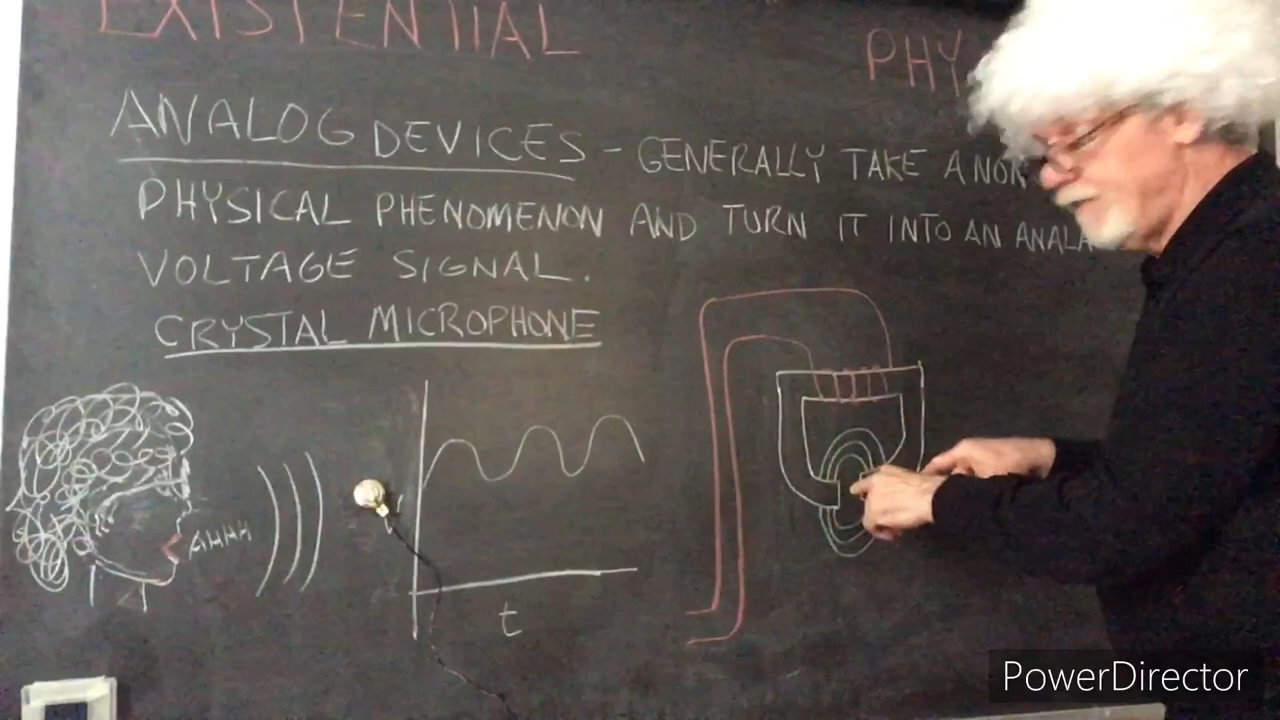 EXISTENTIAL PHY
ANALOG DEVICES - GENERALLY TAKE A NON
PHYSICAL PHENOMENON AND TURN IT INTO AN ANALA
VOLTAGE SIGNAL.
CRYSTAL MICROPHONE
AHHH
t
PowerDirector